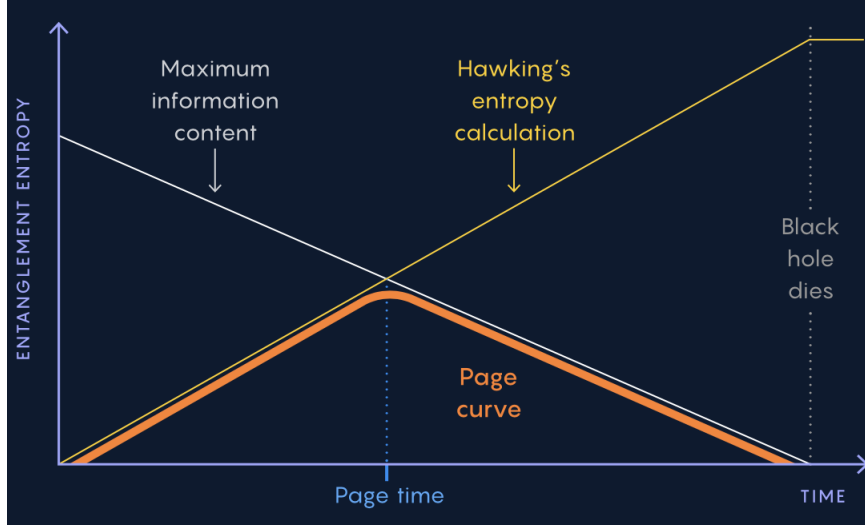 Maximum
information
content
Hawking's
entropy
calculation
ENTANGLEMENT ENTROPY
Black
hole
dies
Page
curve
Page time
TIME